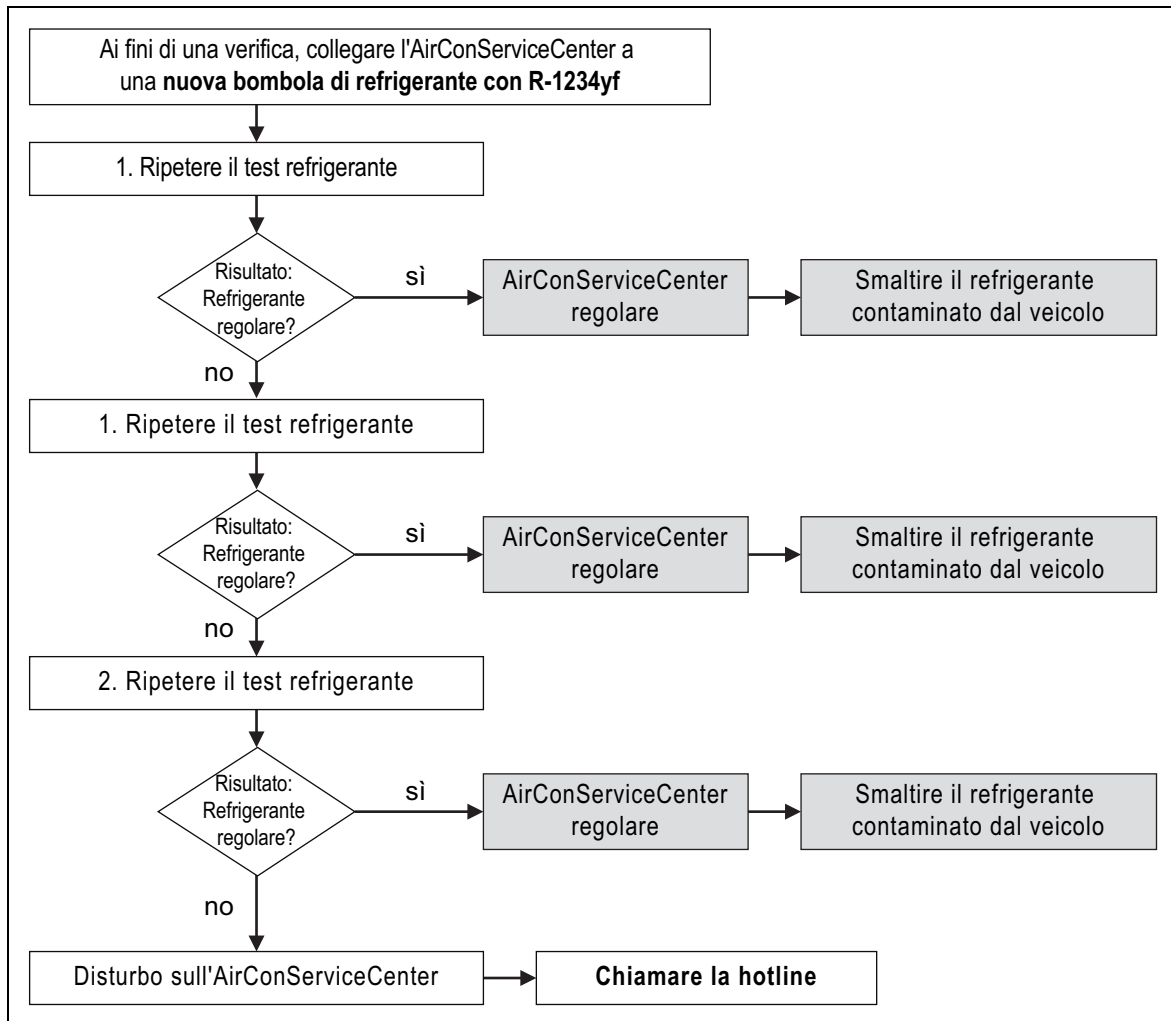 Ai fini di una verifica, collegare l'AirConServiceCenter a
una nuova bombola di refrigerante con R-1234yf
1. Ripetere il test refrigerante
Risultato:
Refrigerante
regolare?
sì
AirConServiceCenter
regolare
Smaltire il refrigerante
contaminato dal veicolo
no
1. Ripetere il test refrigerante
Risultato:
Refrigerante
regolare?
sì
AirConServiceCenter
regolare
Smaltire il refrigerante
contaminato dal veicolo
no
2. Ripetere il test refrigerante
Risultato:
Refrigerante
regolare?
sì
AirConServiceCenter
regolare
Smaltire il refrigerante
contaminato dal veicolo
no
Disturbo sull'AirConServiceCenter
Chiamare la hotline